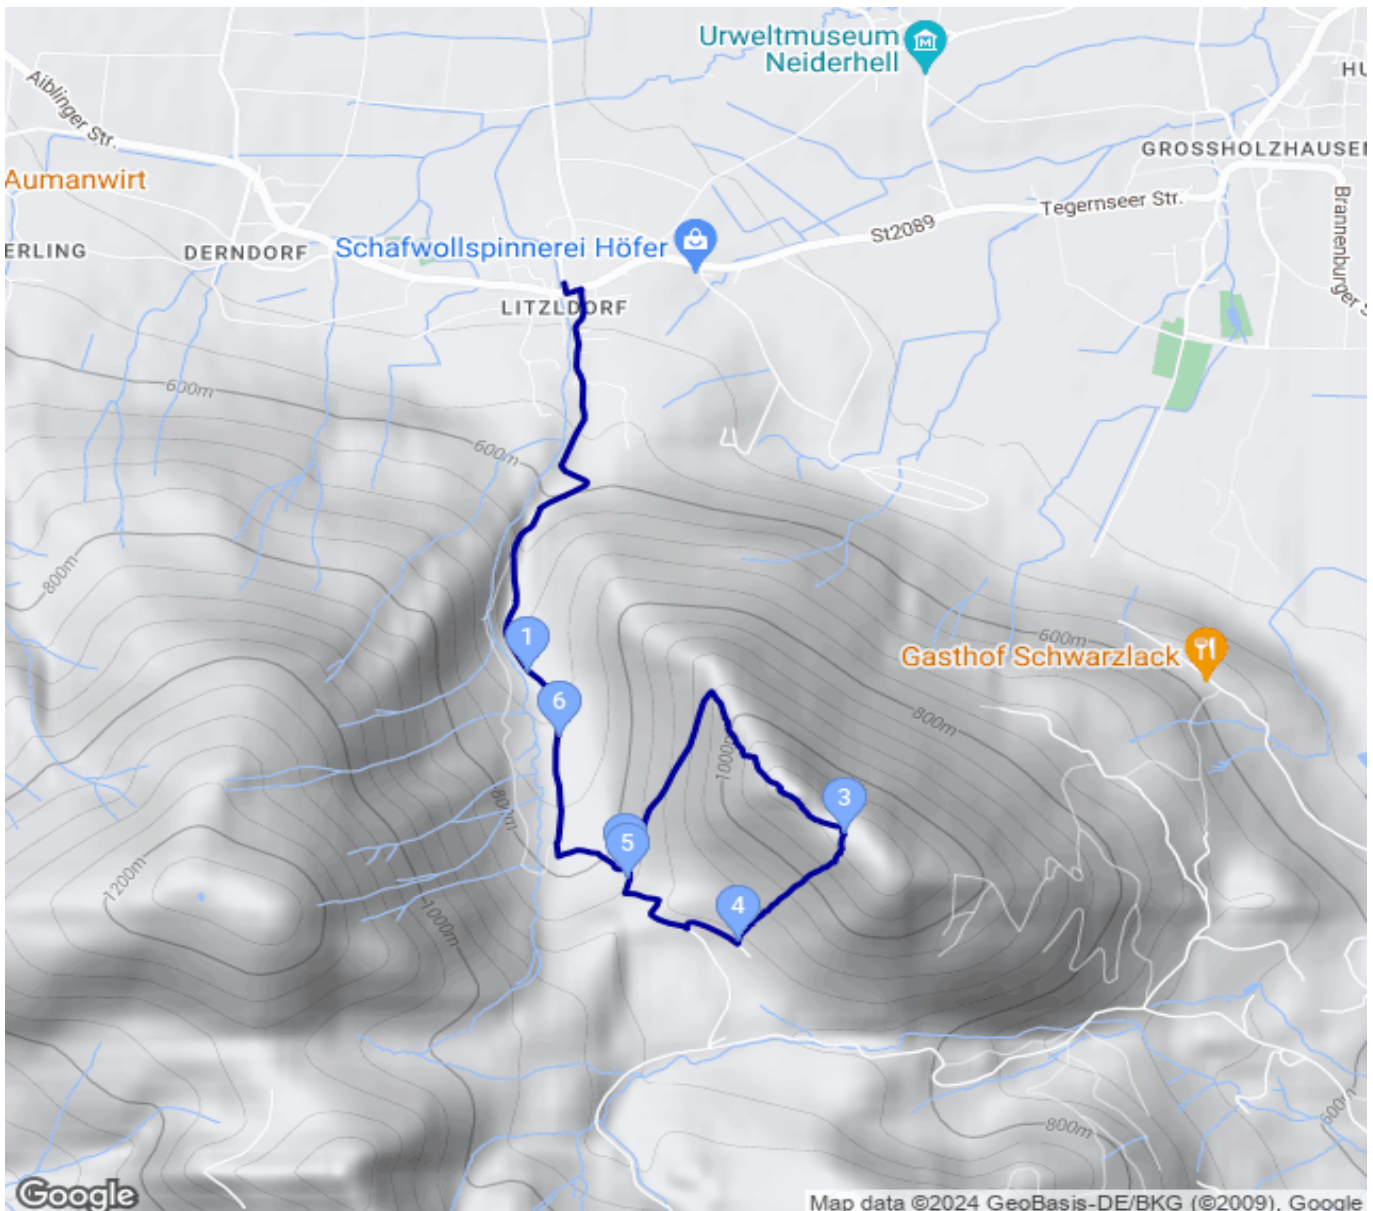 Urweltmuseum
Neiderhell
HU
Aiblinger Str.
GROSSHOLZHAUSEN
Aumanwirt
Tegernseer Str.
Brannenburger S
St2089
ERLING
DERNDORF
Schafwollspinnerei Höfer
LITZLDORF
600m
600m
800m
1
600m
Gasthof Schwarzlack
6
800m
1000m
3
800m
5
1200m
4
1000m
600m
800m
Google
Map data ©2024 GeoBasis-DE/BKG (©2009), Google